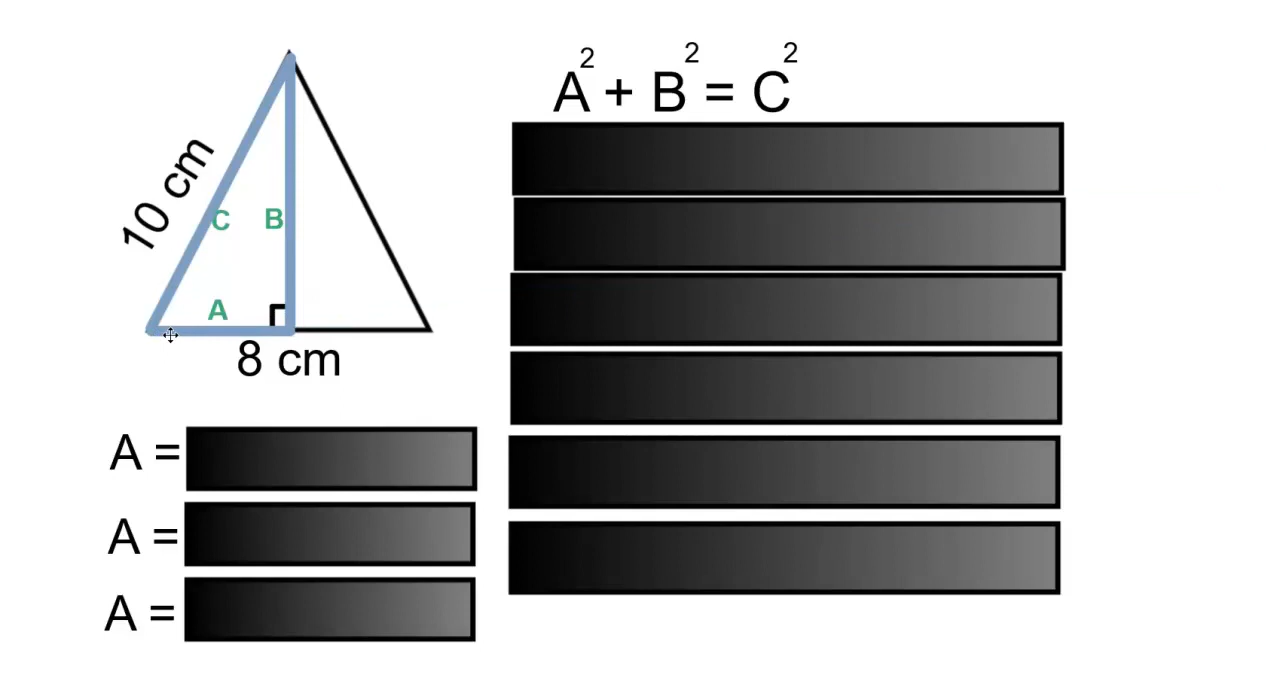 A² + B² = C²
10 cm
C B
A
8 cm
A =
A =
A =